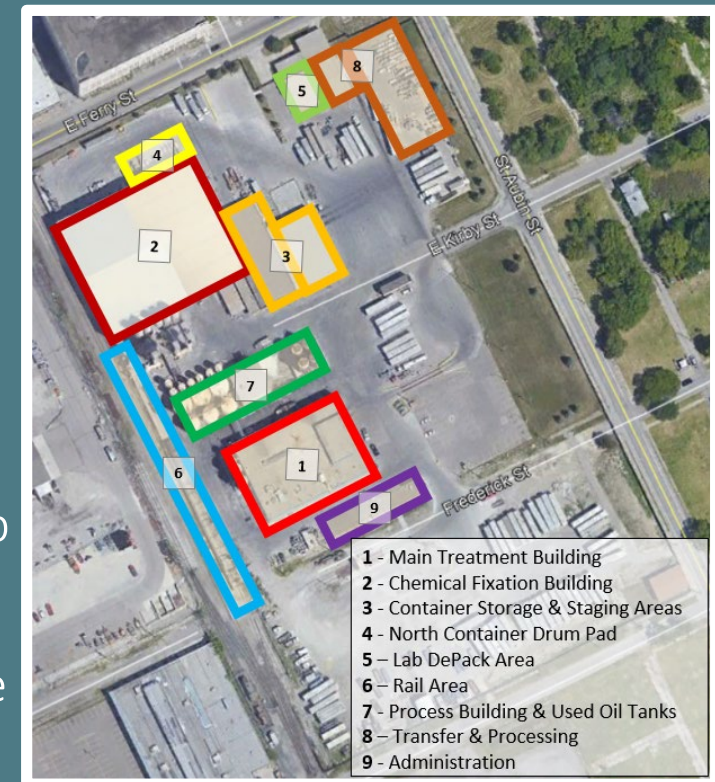 E Ferry St
8
5
4
St Aubin St
E Kirby St
2
3
7
1
6
9
Frederick St
1 - Main Treatment Building
2 - Chemical Fixation Building
3 - Container Storage & Staging Areas
4 - North Container Drum Pad
5 – Lab DePack Area
6 – Rail Area
7 - Process Building & Used Oil Tanks
8 – Transfer & Processing
9 - Administration